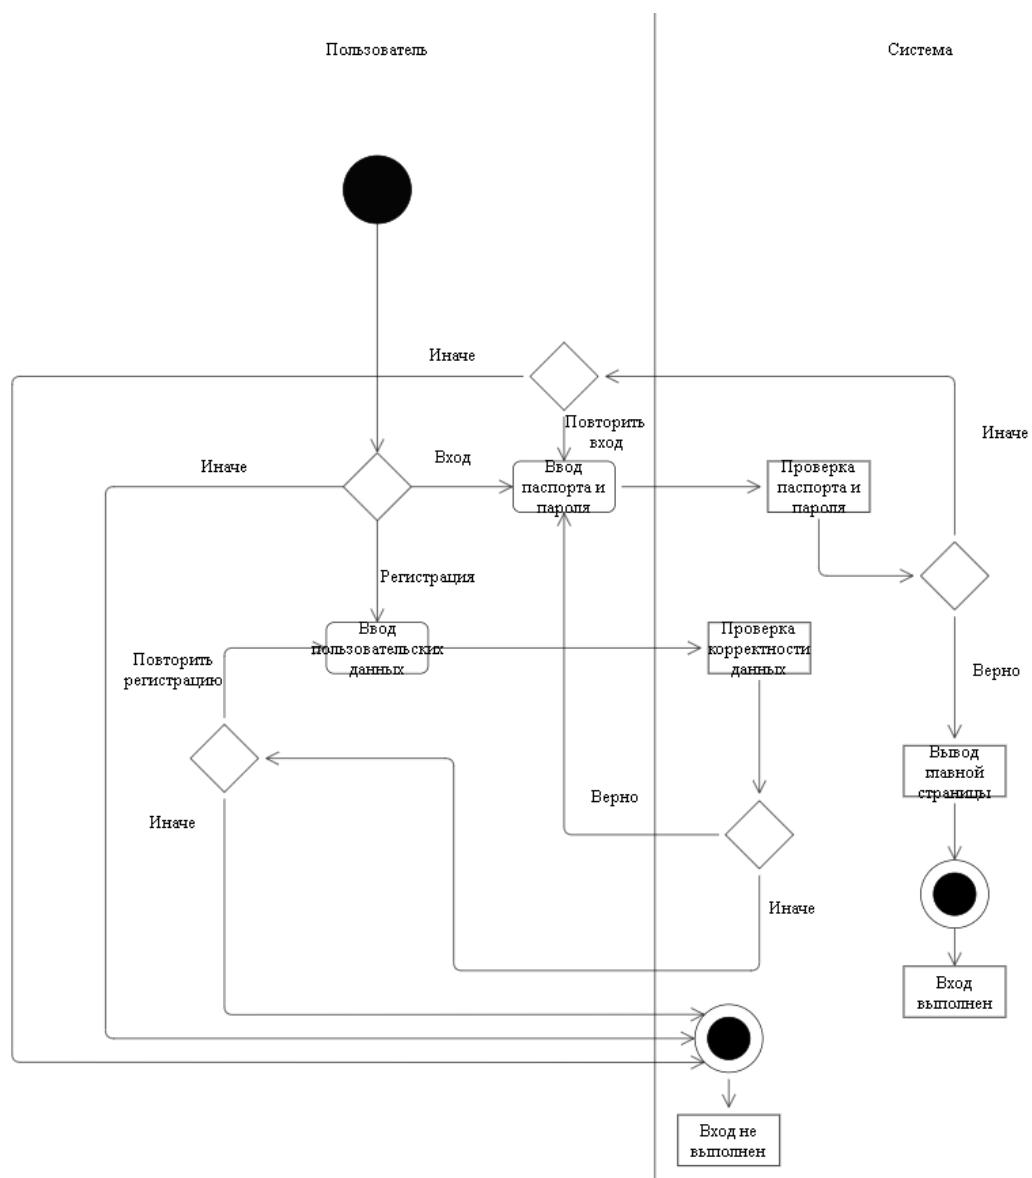 Пользователь
Система
Иначе
Повторить
вход
Иначе
Иначе
Вход
Ввод
паспорта и
пароля
Проверка
паспорта и
пароля
Регистрация
Ввод
пользовательских
данных
Проверка
корректности
данных
Повторить
регистрацию
Верно
Вывод
главной
страницы
Верно
Иначе
Иначе
Вход
выполнен
Вход не
выполнен